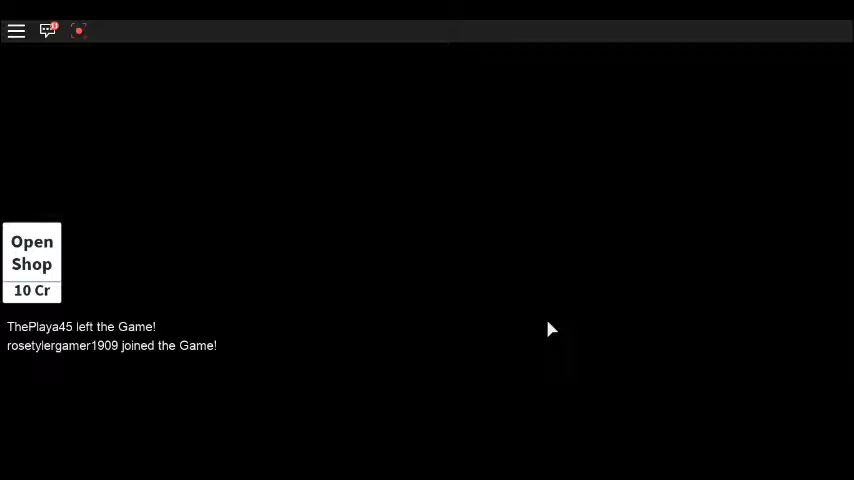 Open
Shop
10 Cr
ThePlaya45 left the Game!
rosetylergamer1909 joined the Game!